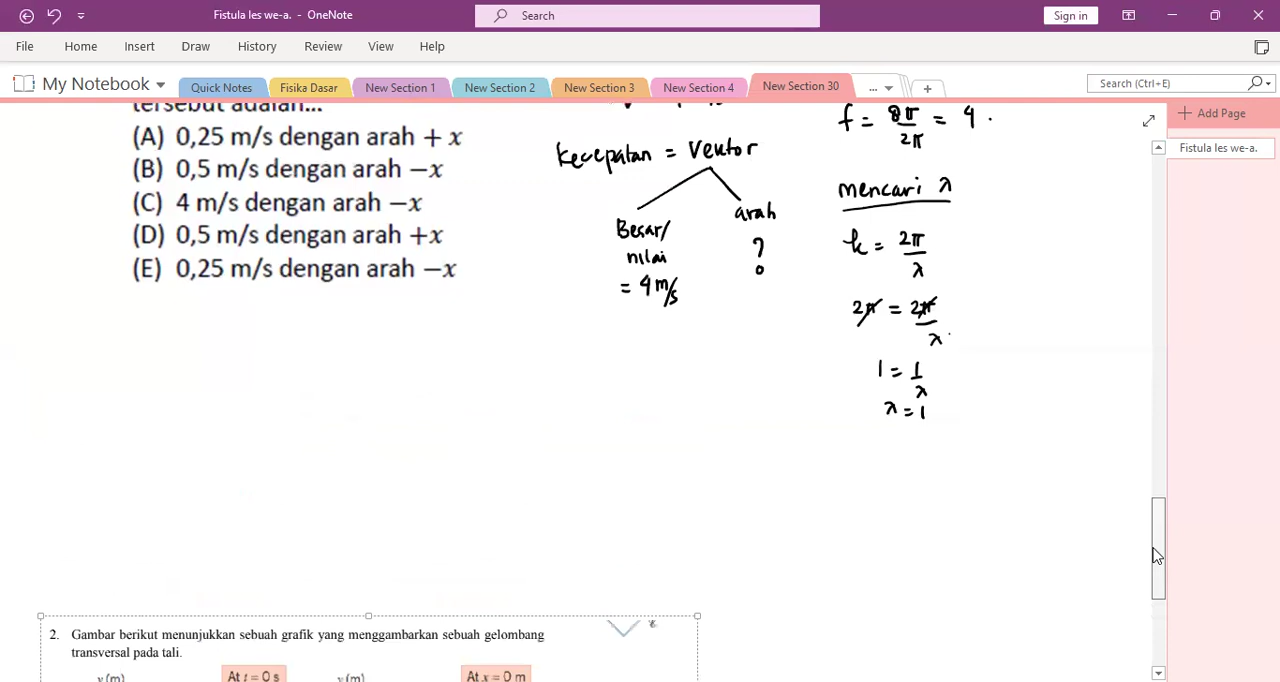 Fistula les we-a. - OneNote
Search
Sign in
File Home Insert Draw History Review View Help
My Notebook Quick Notes Fisika Dasar New Section 1 New Section 2 New Section 3 New Section 4 New Section 30 ... +
Search (Ctrl+E)
Add Page
Fistula les we-a.
tersebut adalah...
(A) 0,25 m/s dengan arah + x
(B) 0,5 m/s dengan arah −x
(C) 4 m/s dengan arah −x
(D) 0,5 m/s dengan arah +x
(E) 0,25 m/s dengan arah −x
kecepatan = Vektor
Besar/
nilai
= 4 m/s
arah
?
f = 8π/2π = 4 .
mencari λ
k = 2π/λ
2π = 2π/λ
1 = 1/λ
λ = 1
2. Gambar berikut menunjukkan sebuah grafik yang menggambarkan sebuah gelombang
transversal pada tali.
y (m) At t = 0 s y (m) At x = 0 m